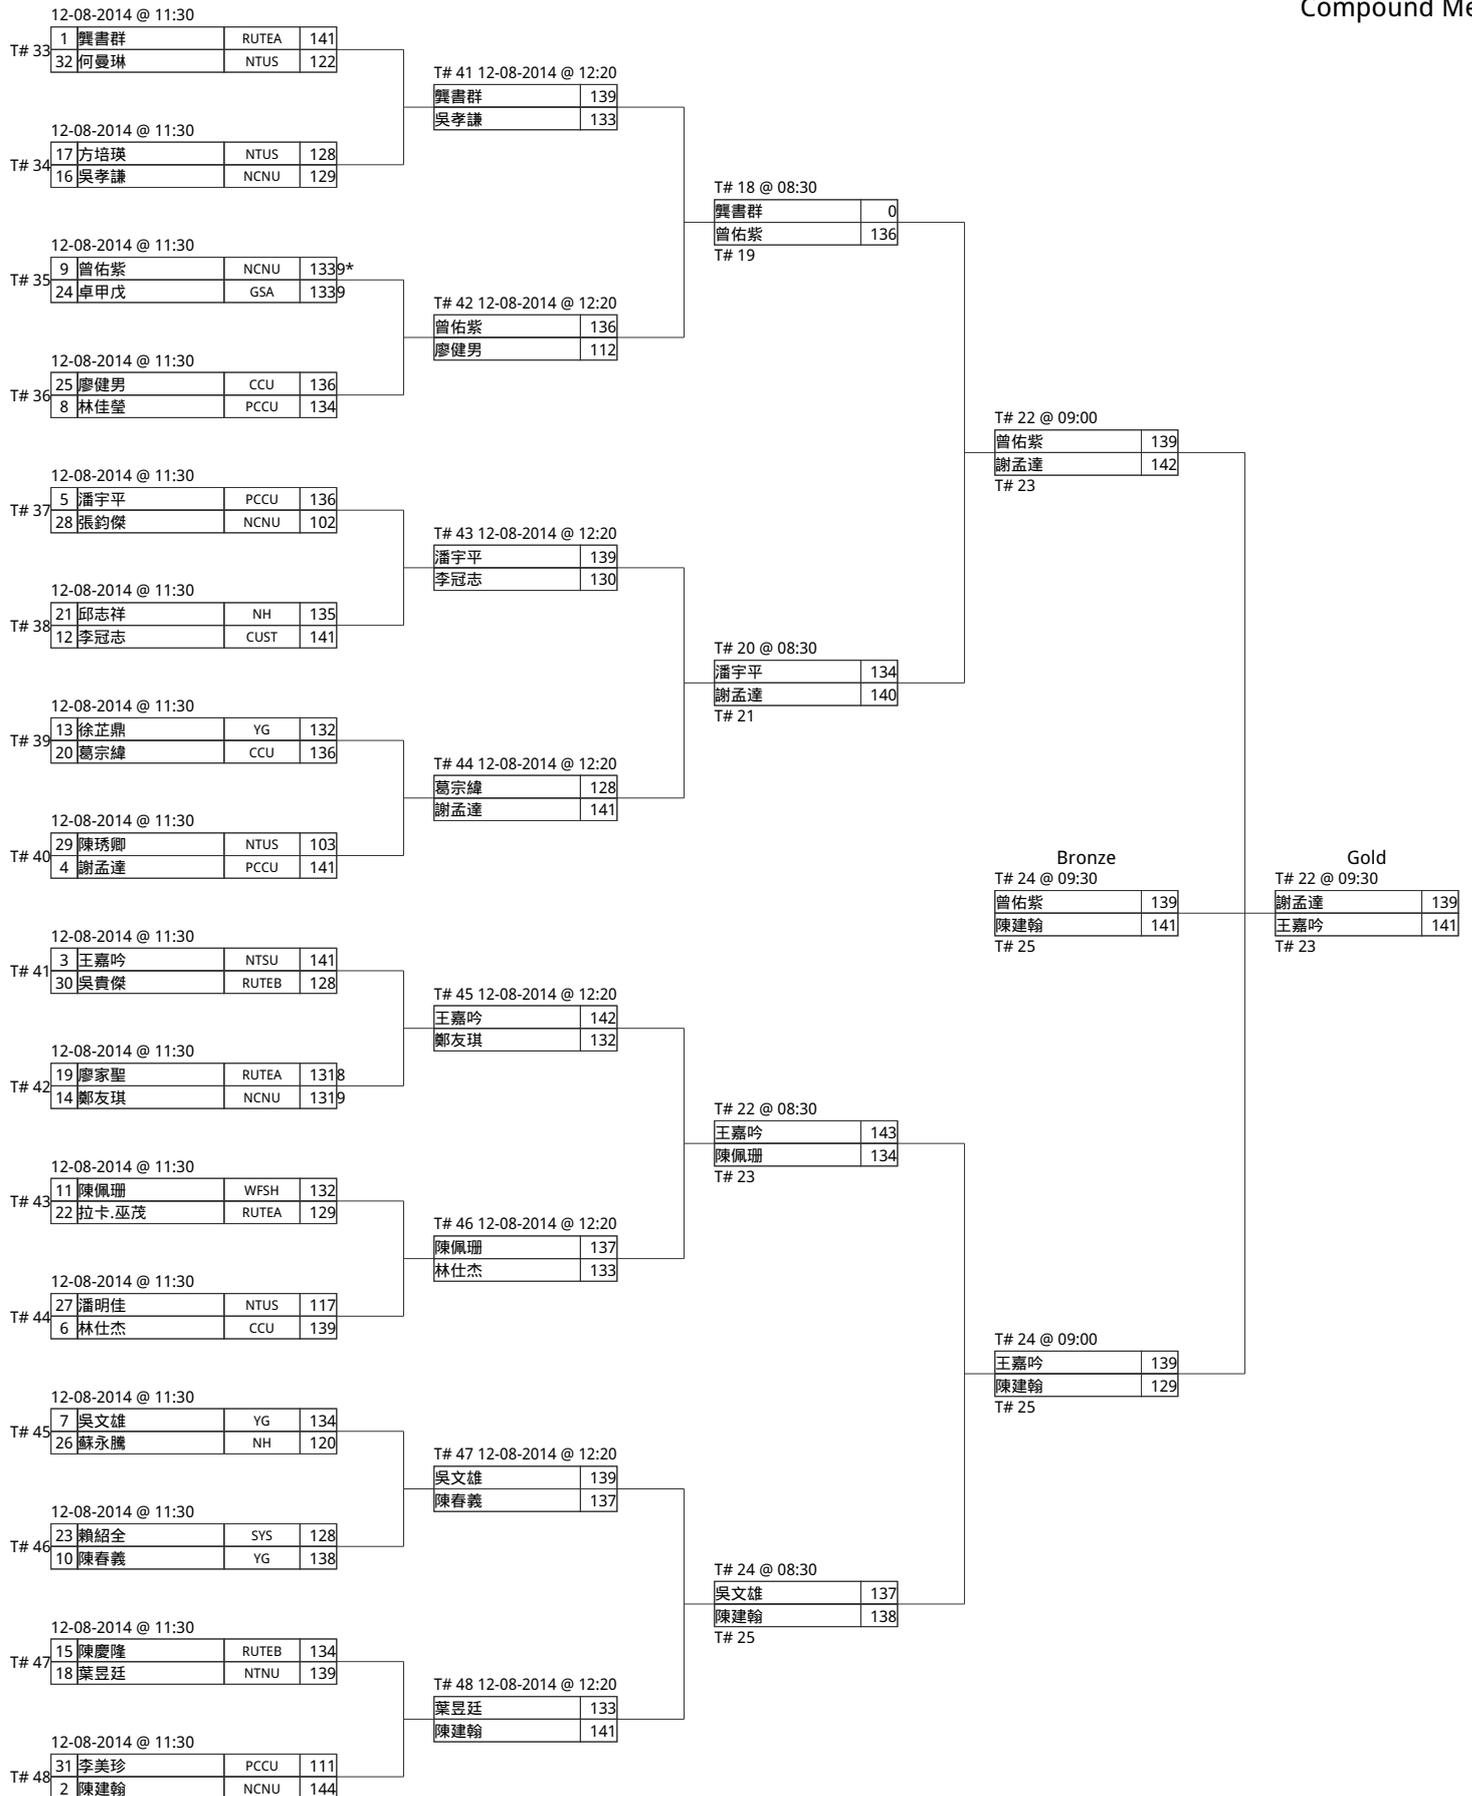 Compound Me
12-08-2014 @ 11:30
T# 33
1 龔書群 RUTEA 141
32 何曼琳 NTUS 122
12-08-2014 @ 11:30
T# 34
17 方培瑛 NTUS 128
16 吳孝謙 NCNU 129
12-08-2014 @ 11:30
T# 35
9 曾佑紫 NCNU 133 9*
24 卓甲戊 GSA 133 9
12-08-2014 @ 11:30
T# 36
25 廖健男 CCU 136
8 林佳瑩 PCCU 134
12-08-2014 @ 11:30
T# 37
5 潘宇平 PCCU 136
28 張鈞傑 NCNU 102
12-08-2014 @ 11:30
T# 38
21 邱志祥 NH 135
12 李冠志 CUST 141
12-08-2014 @ 11:30
T# 39
13 徐芷鼎 YG 132
20 葛宗緯 CCU 136
12-08-2014 @ 11:30
T# 40
29 陳琇卿 NTUS 103
4 謝孟達 PCCU 141
12-08-2014 @ 11:30
T# 41
3 王嘉吟 NTSU 141
30 吳貴傑 RUTEB 128
12-08-2014 @ 11:30
T# 42
19 廖家聖 RUTEA 131 8
14 鄭友琪 NCNU 131 9
12-08-2014 @ 11:30
T# 43
11 陳佩珊 WFSH 132
22 拉卡.巫茂 RUTEA 129
12-08-2014 @ 11:30
T# 44
27 潘明佳 NTUS 117
6 林仕杰 CCU 139
12-08-2014 @ 11:30
T# 45
7 吳文雄 YG 134
26 蘇永騰 NH 120
12-08-2014 @ 11:30
T# 46
23 賴紹全 SYS 128
10 陳春義 YG 138
12-08-2014 @ 11:30
T# 47
15 陳慶隆 RUTEB 134
18 葉昱廷 NTNU 139
12-08-2014 @ 11:30
T# 48
31 李美珍 PCCU 111
2 陳建翰 NCNU 144
T# 41 12-08-2014 @ 12:20
龔書群 139
吳孝謙 133
T# 42 12-08-2014 @ 12:20
曾佑紫 136
廖健男 112
T# 43 12-08-2014 @ 12:20
潘宇平 139
李冠志 130
T# 44 12-08-2014 @ 12:20
葛宗緯 128
謝孟達 141
T# 45 12-08-2014 @ 12:20
王嘉吟 142
鄭友琪 132
T# 46 12-08-2014 @ 12:20
陳佩珊 137
林仕杰 133
T# 47 12-08-2014 @ 12:20
吳文雄 139
陳春義 137
T# 48 12-08-2014 @ 12:20
葉昱廷 133
陳建翰 141
T# 18 @ 08:30
龔書群 0
曾佑紫 136
T# 19
T# 20 @ 08:30
潘宇平 134
謝孟達 140
T# 21
T# 22 @ 08:30
王嘉吟 143
陳佩珊 134
T# 23
T# 24 @ 08:30
吳文雄 137
陳建翰 138
T# 25
T# 22 @ 09:00
曾佑紫 139
謝孟達 142
T# 23
T# 24 @ 09:00
王嘉吟 139
陳建翰 129
T# 25
Bronze
T# 24 @ 09:30
曾佑紫 139
陳建翰 141
T# 25
Gold
T# 22 @ 09:30
謝孟達 139
王嘉吟 141
T# 23